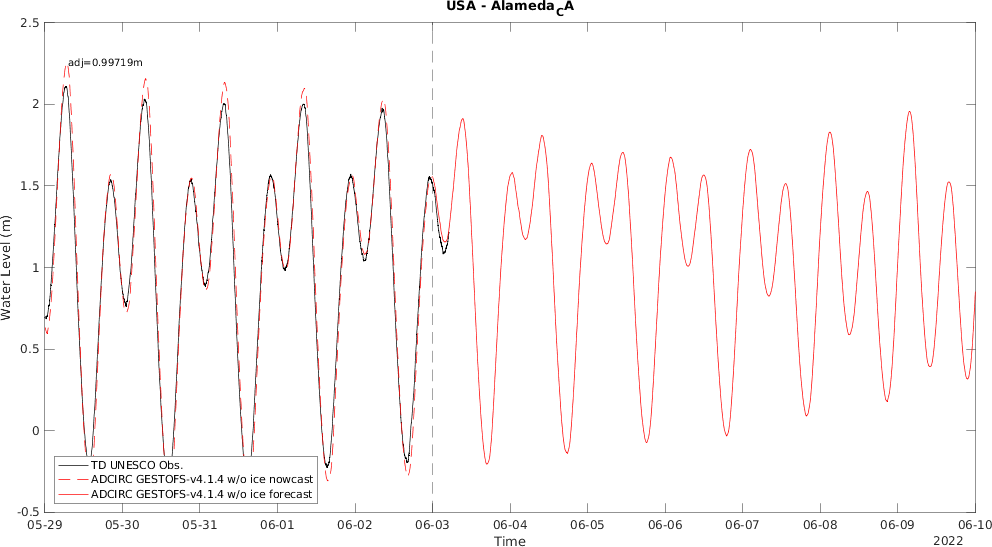 USA - Alameda_CA
2.5
adj=0.99719m
2
1.5
1
Water Level (m)
0.5
0
TD UNESCO Obs.
ADCIRC GESTOFS-v4.1.4 w/o ice nowcast
ADCIRC GESTOFS-v4.1.4 w/o ice forecast
-0.5
05-29 05-30 05-31 06-01 06-02 06-03 06-04 06-05 06-06 06-07 06-08 06-09 06-10
Time
2022